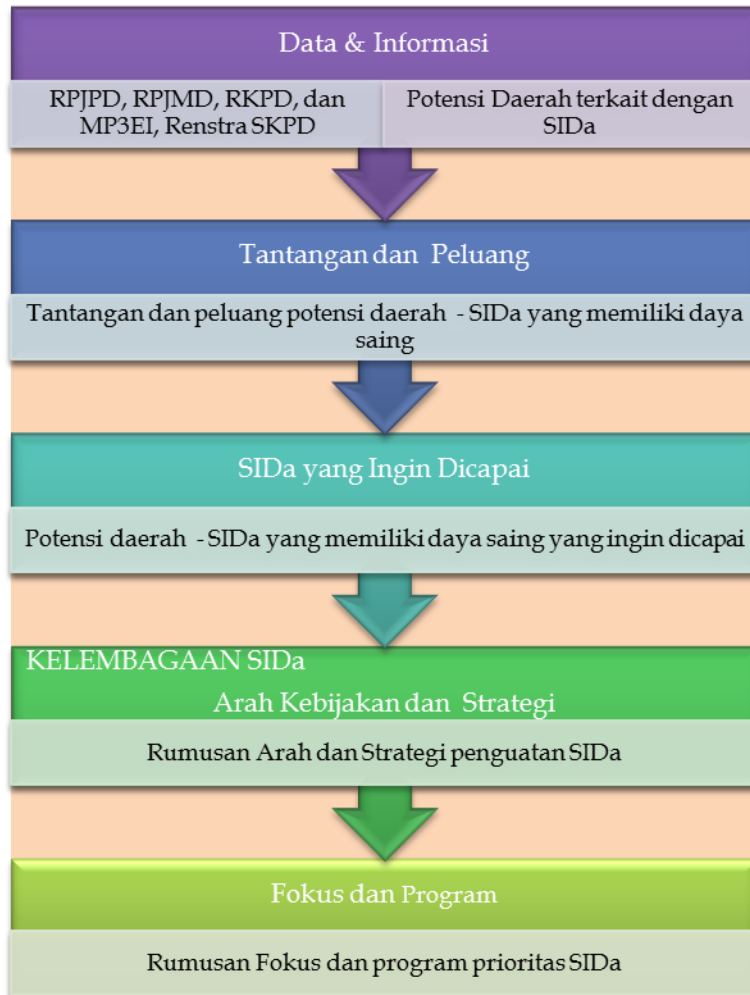 Data & Informasi
RPJPD, RPJMD, RKPD, dan
MP3EI, Renstra SKPD
Potensi Daerah terkait dengan
SIDa
Tantangan dan Peluang
Tantangan dan peluang potensi daerah - SIDa yang memiliki daya
saing
SIDa yang Ingin Dicapai
Potensi daerah - SIDa yang memiliki daya saing yang ingin dicapai
KELEMBAGAAN SIDa
Arah Kebijakan dan Strategi
Rumusan Arah dan Strategi penguatan SIDa
Fokus dan Program
Rumusan Fokus dan program prioritas SIDa